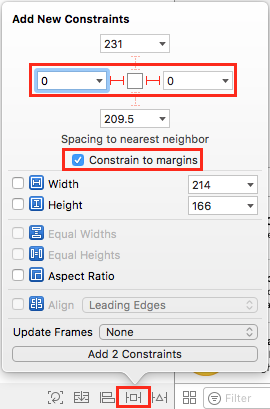 Add New Constraints
231
0 0
209.5
Spacing to nearest neighbor
Constrain to margins
Width 214
Height 166
Equal Widths
Equal Heights
Aspect Ratio
Align Leading Edges
Update Frames None
Add 2 Constraints
Filter